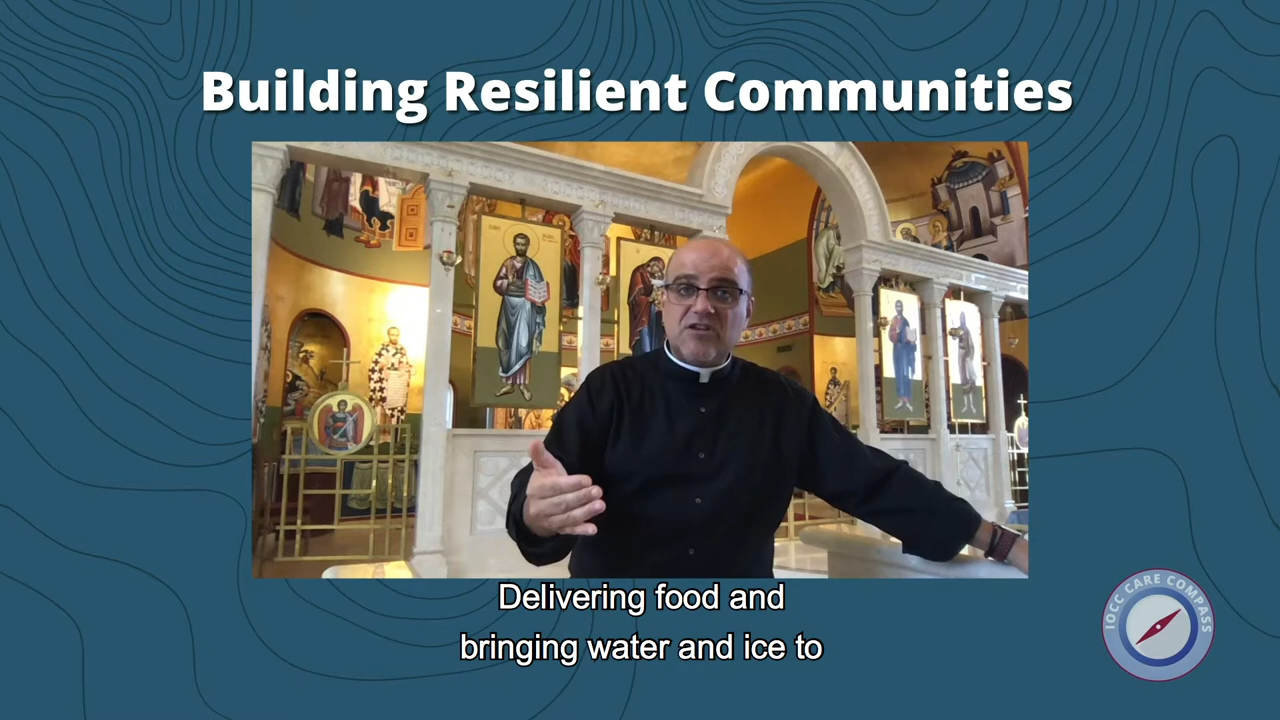 Building Resilient Communities
Delivering food and
bringing water and ice to
IOCC CARE COMPASS